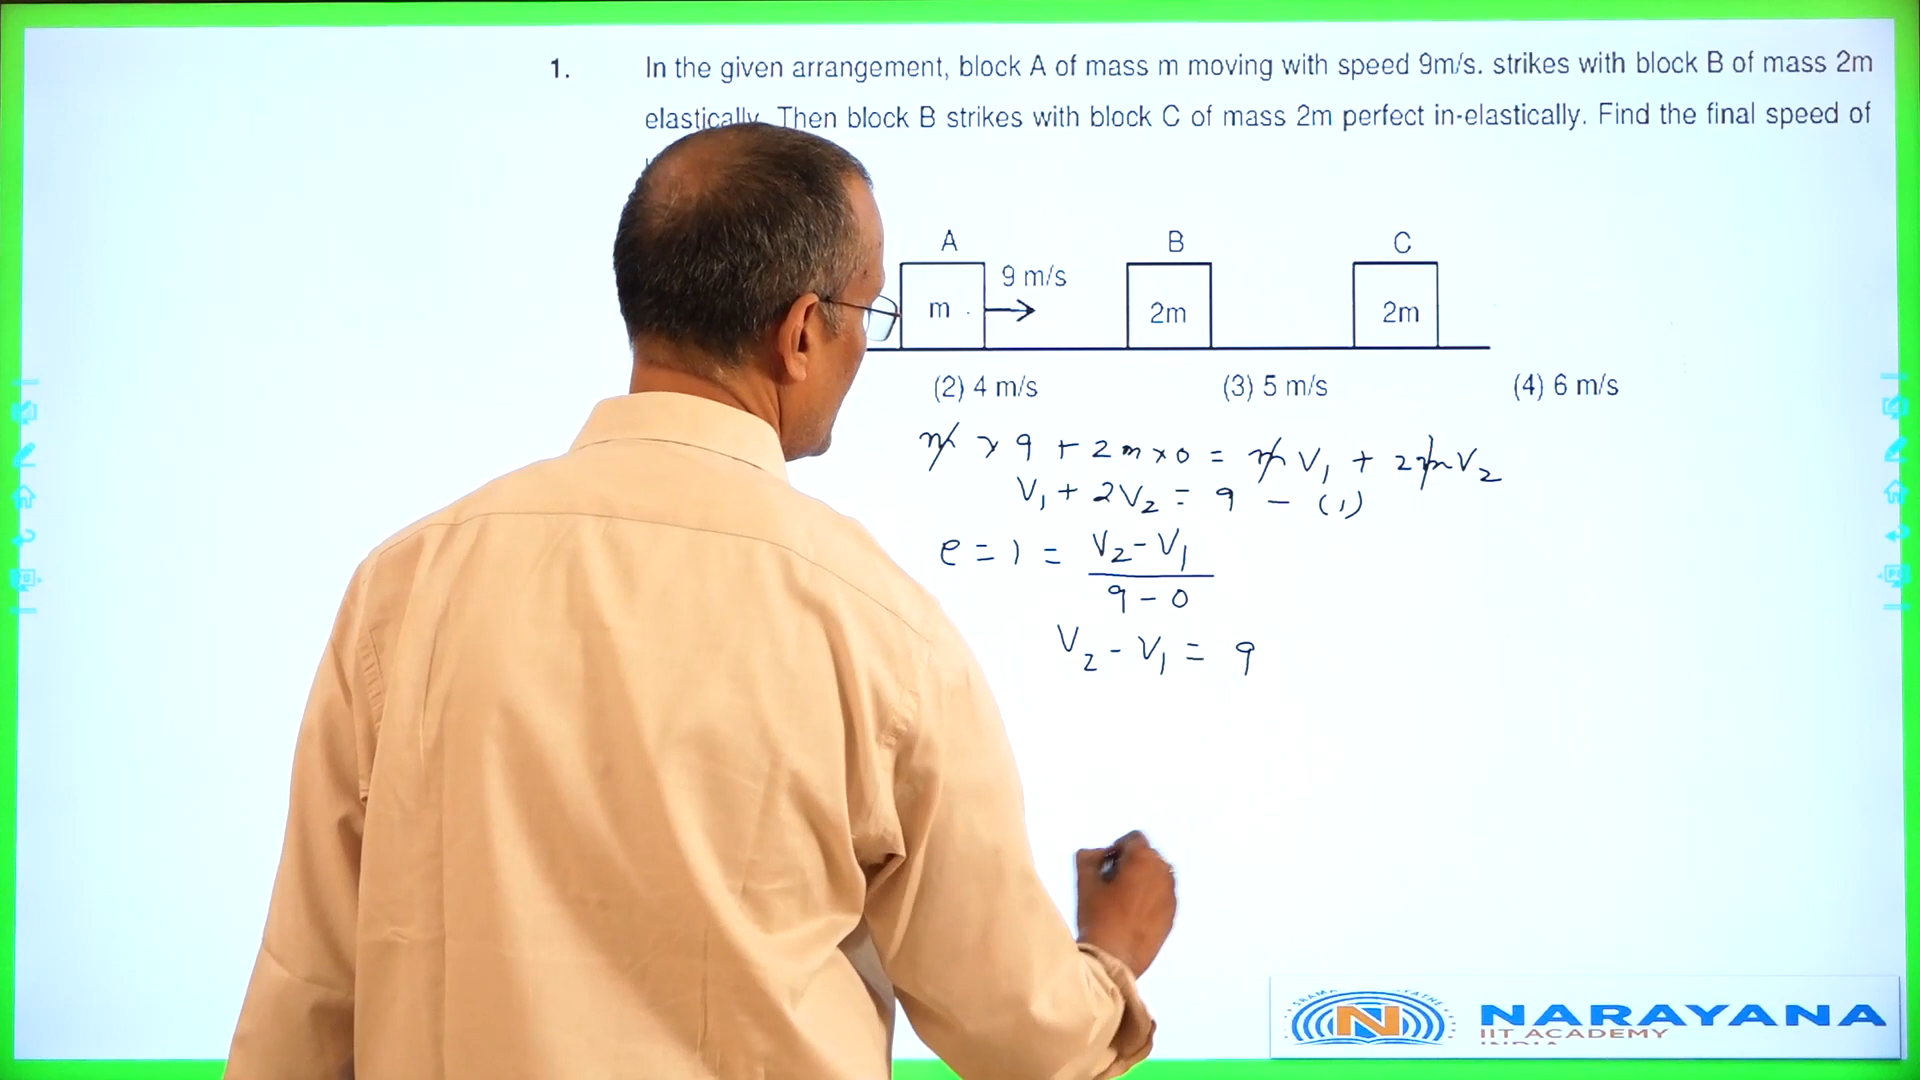 1. In the given arrangement, block A of mass m moving with speed 9m/s. strikes with block B of mass 2m
elastically. Then block B strikes with block C of mass 2m perfect in-elastically. Find the final speed of
A B C
9 m/s
m 2m 2m
(2) 4 m/s (3) 5 m/s (4) 6 m/s
m × 9 + 2m × 0 = m V₁ + 2m V₂
V₁ + 2V₂ = 9 – (1)
e = 1 = V₂ - V₁
9 - 0
V₂ - V₁ = 9
N NARAYANA
IIT ACADEMY
INDIA